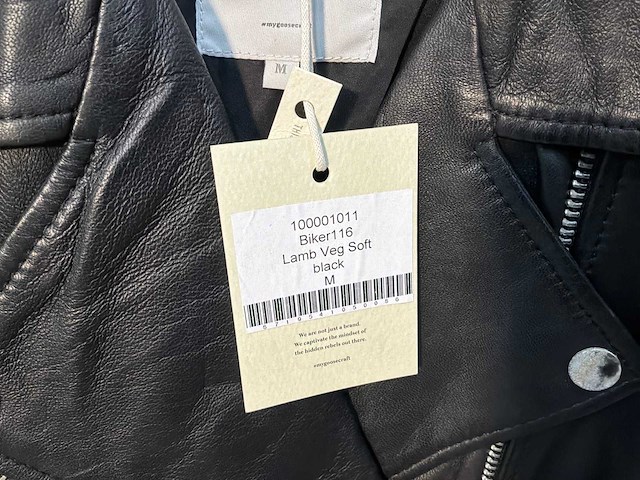 #mygoosecraft
M
THI
100001011
Biker116
Lamb Veg Soft
black
M
We are not just a brand.
We captivate the mindset of
the hidden rebels out there.
#mygoosecraft